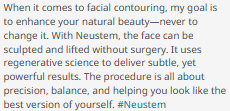 When it comes to facial contouring, my goal is
to enhance your natural beauty—never to
change it. With Neustem, the face can be
sculpted and lifted without surgery. It uses
regenerative science to deliver subtle, yet
powerful results. The procedure is all about
precision, balance, and helping you look like the
best version of yourself. #Neustem